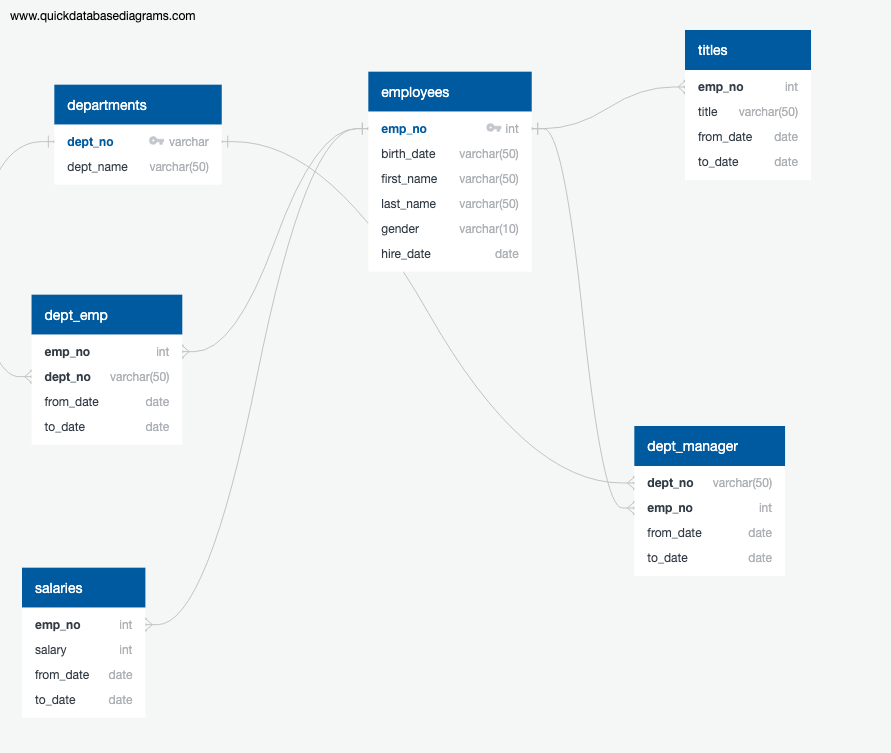 www.quickdatabasediagrams.com
departments
dept_no varchar
dept_name varchar(50)
employees
emp_no int
birth_date varchar(50)
first_name varchar(50)
last_name varchar(50)
gender varchar(10)
hire_date date
titles
emp_no int
title varchar(50)
from_date date
to_date date
dept_emp
emp_no int
dept_no varchar(50)
from_date date
to_date date
dept_manager
dept_no varchar(50)
emp_no int
from_date date
to_date date
salaries
emp_no int
salary int
from_date date
to_date date